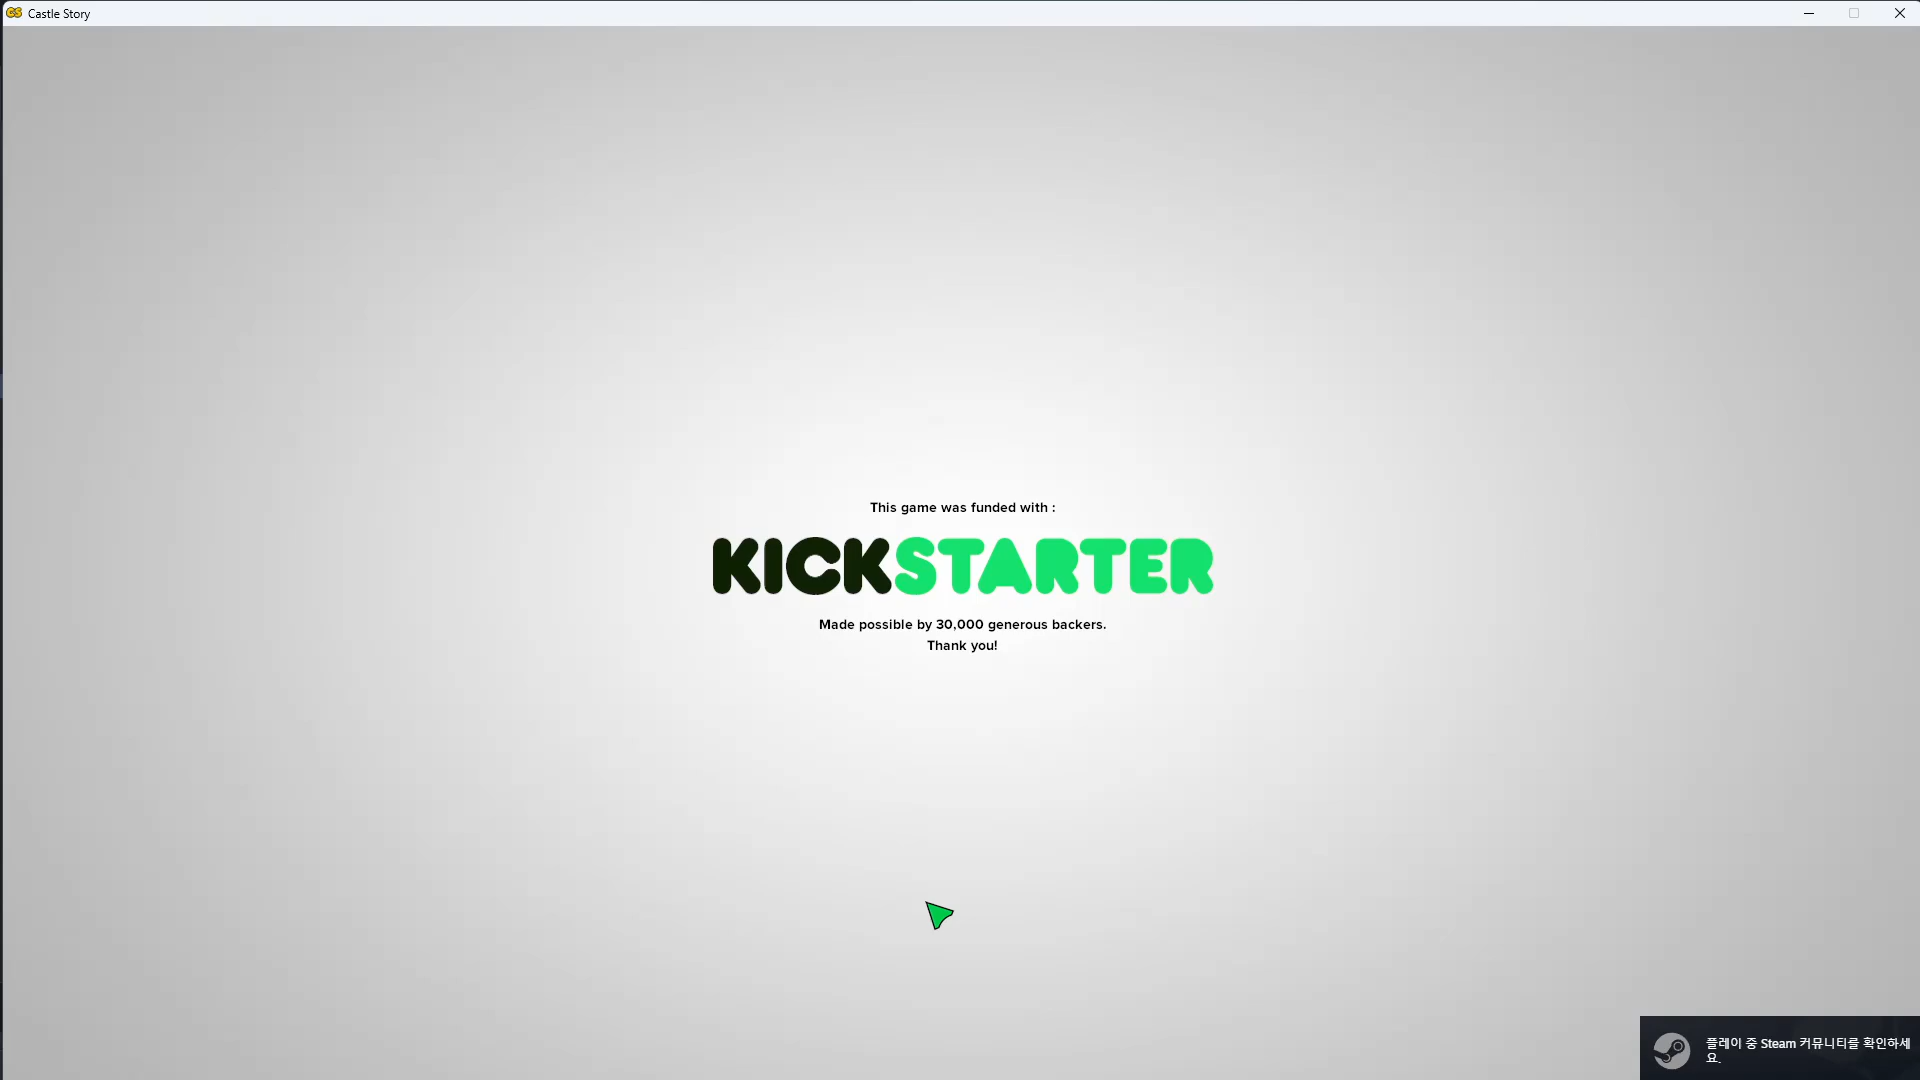 Castle Story
This game was funded with :
KICKSTARTER
Made possible by 30,000 generous backers.
Thank you!
플레이 중 Steam 커뮤니티를 확인하세
요.